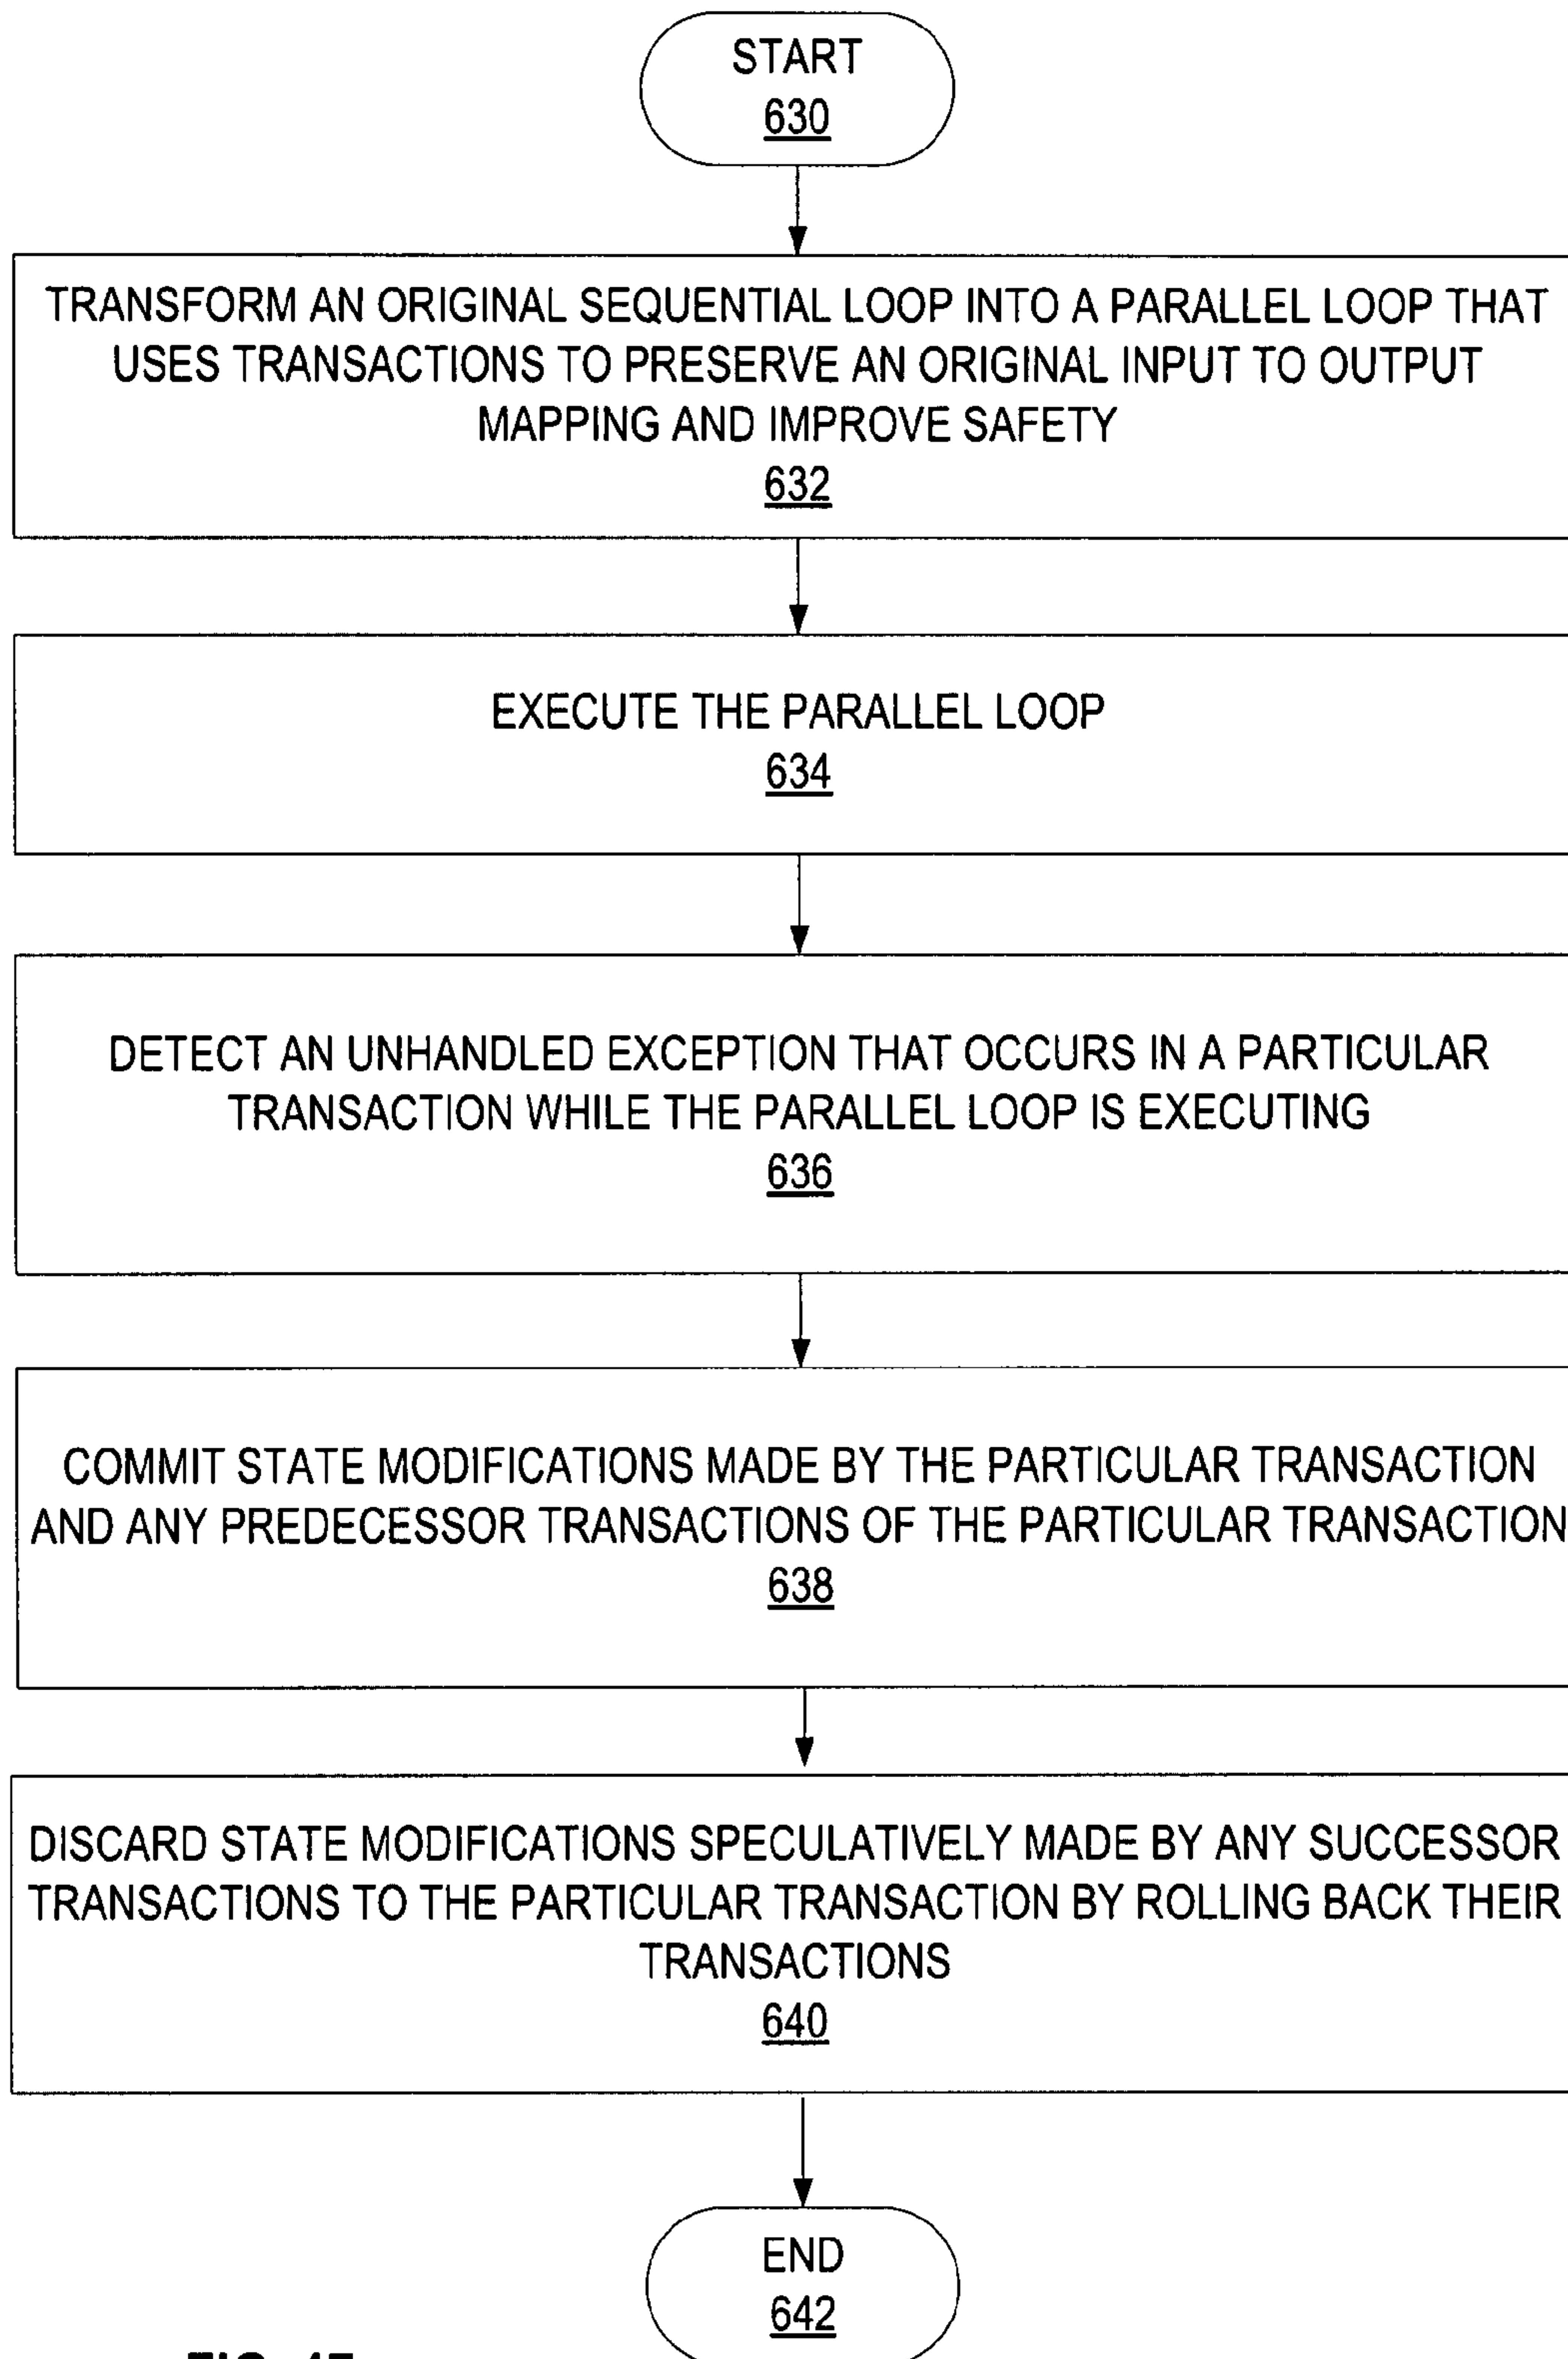 START
630
TRANSFORM AN ORIGINAL SEQUENTIAL LOOP INTO A PARALLEL LOOP THAT
USES TRANSACTIONS TO PRESERVE AN ORIGINAL INPUT TO OUTPUT
MAPPING AND IMPROVE SAFETY
632
EXECUTE THE PARALLEL LOOP
634
DETECT AN UNHANDLED EXCEPTION THAT OCCURS IN A PARTICULAR
TRANSACTION WHILE THE PARALLEL LOOP IS EXECUTING
636
COMMIT STATE MODIFICATIONS MADE BY THE PARTICULAR TRANSACTION
AND ANY PREDECESSOR TRANSACTIONS OF THE PARTICULAR TRANSACTION
638
DISCARD STATE MODIFICATIONS SPECULATIVELY MADE BY ANY SUCCESSOR
TRANSACTIONS TO THE PARTICULAR TRANSACTION BY ROLLING BACK THEIR
TRANSACTIONS
640
END
642